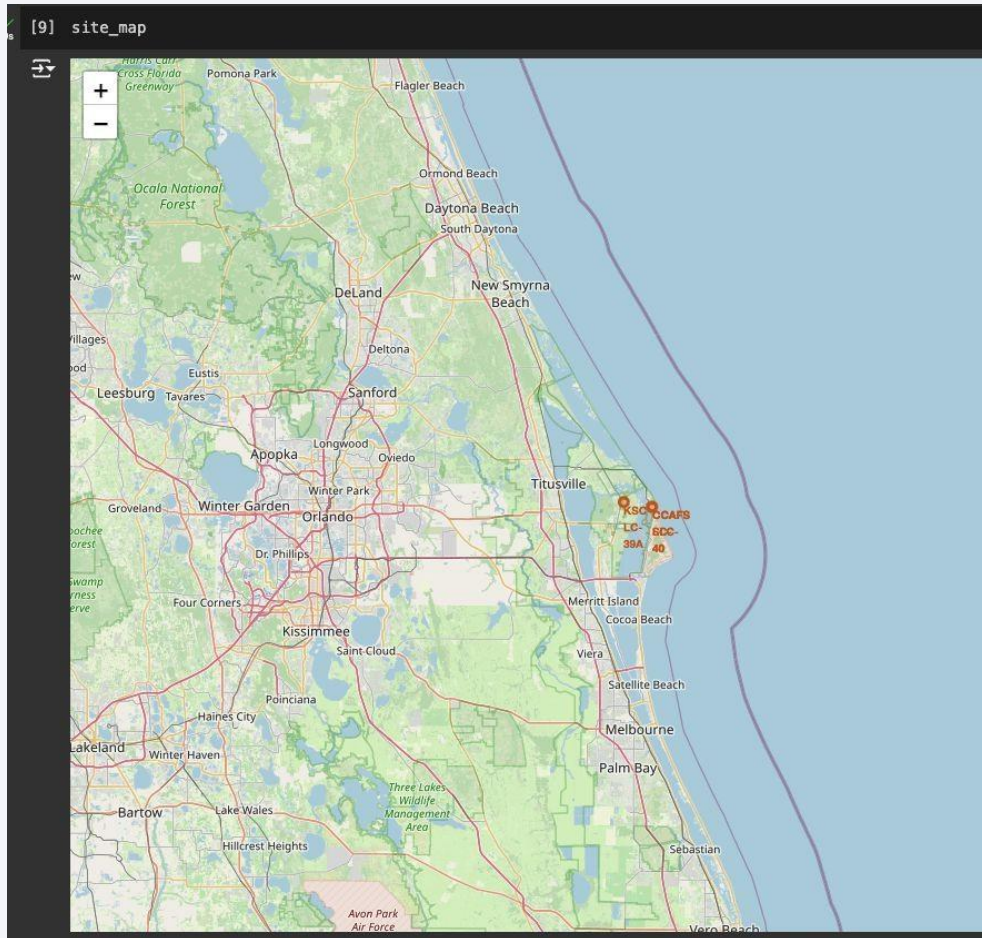 [9] site_map
+
−
Harris Carl
Cross Florida
Greenway
Pomona Park
Flagler Beach
Ormond Beach
Ocala National
Forest
Daytona Beach
South Daytona
New Smyrna
Beach
DeLand
Villages
Deltona
Eustis
Leesburg
Tavares
Sanford
Longwood
Apopka
Oviedo
Titusville
Winter Park
Groveland
Winter Garden
Orlando
KSC
LC-
39A
CCAFS
40
Dr. Phillips
Four Corners
Merritt Island
Cocoa Beach
Kissimmee
Saint Cloud
Viera
Satellite Beach
Poinciana
Haines City
Melbourne
Lakeland
Winter Haven
Palm Bay
Three Lakes
Wildlife
Management
Area
Bartow
Lake Wales
Hillcrest Heights
Sebastian
Avon Park
Air Force
Vero Beach